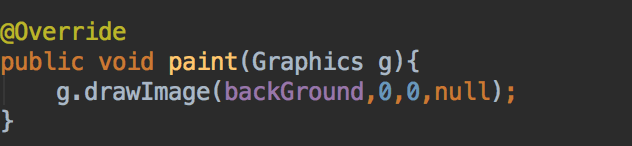 @Override
public void paint(Graphics g){
    g.drawImage(backGround,0,0,null);
}